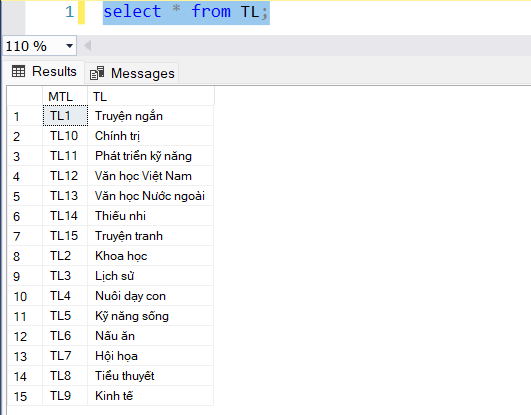 1 select * from TL;
110 %
Results Messages
MTL TL
1 TL1 Truyện ngắn
2 TL10 Chính trị
3 TL11 Phát triển kỹ năng
4 TL12 Văn học Việt Nam
5 TL13 Văn học Nước ngoài
6 TL14 Thiếu nhi
7 TL15 Truyện tranh
8 TL2 Khoa học
9 TL3 Lịch sử
10 TL4 Nuôi dạy con
11 TL5 Kỹ năng sống
12 TL6 Nấu ăn
13 TL7 Hội họa
14 TL8 Tiểu thuyết
15 TL9 Kinh tế